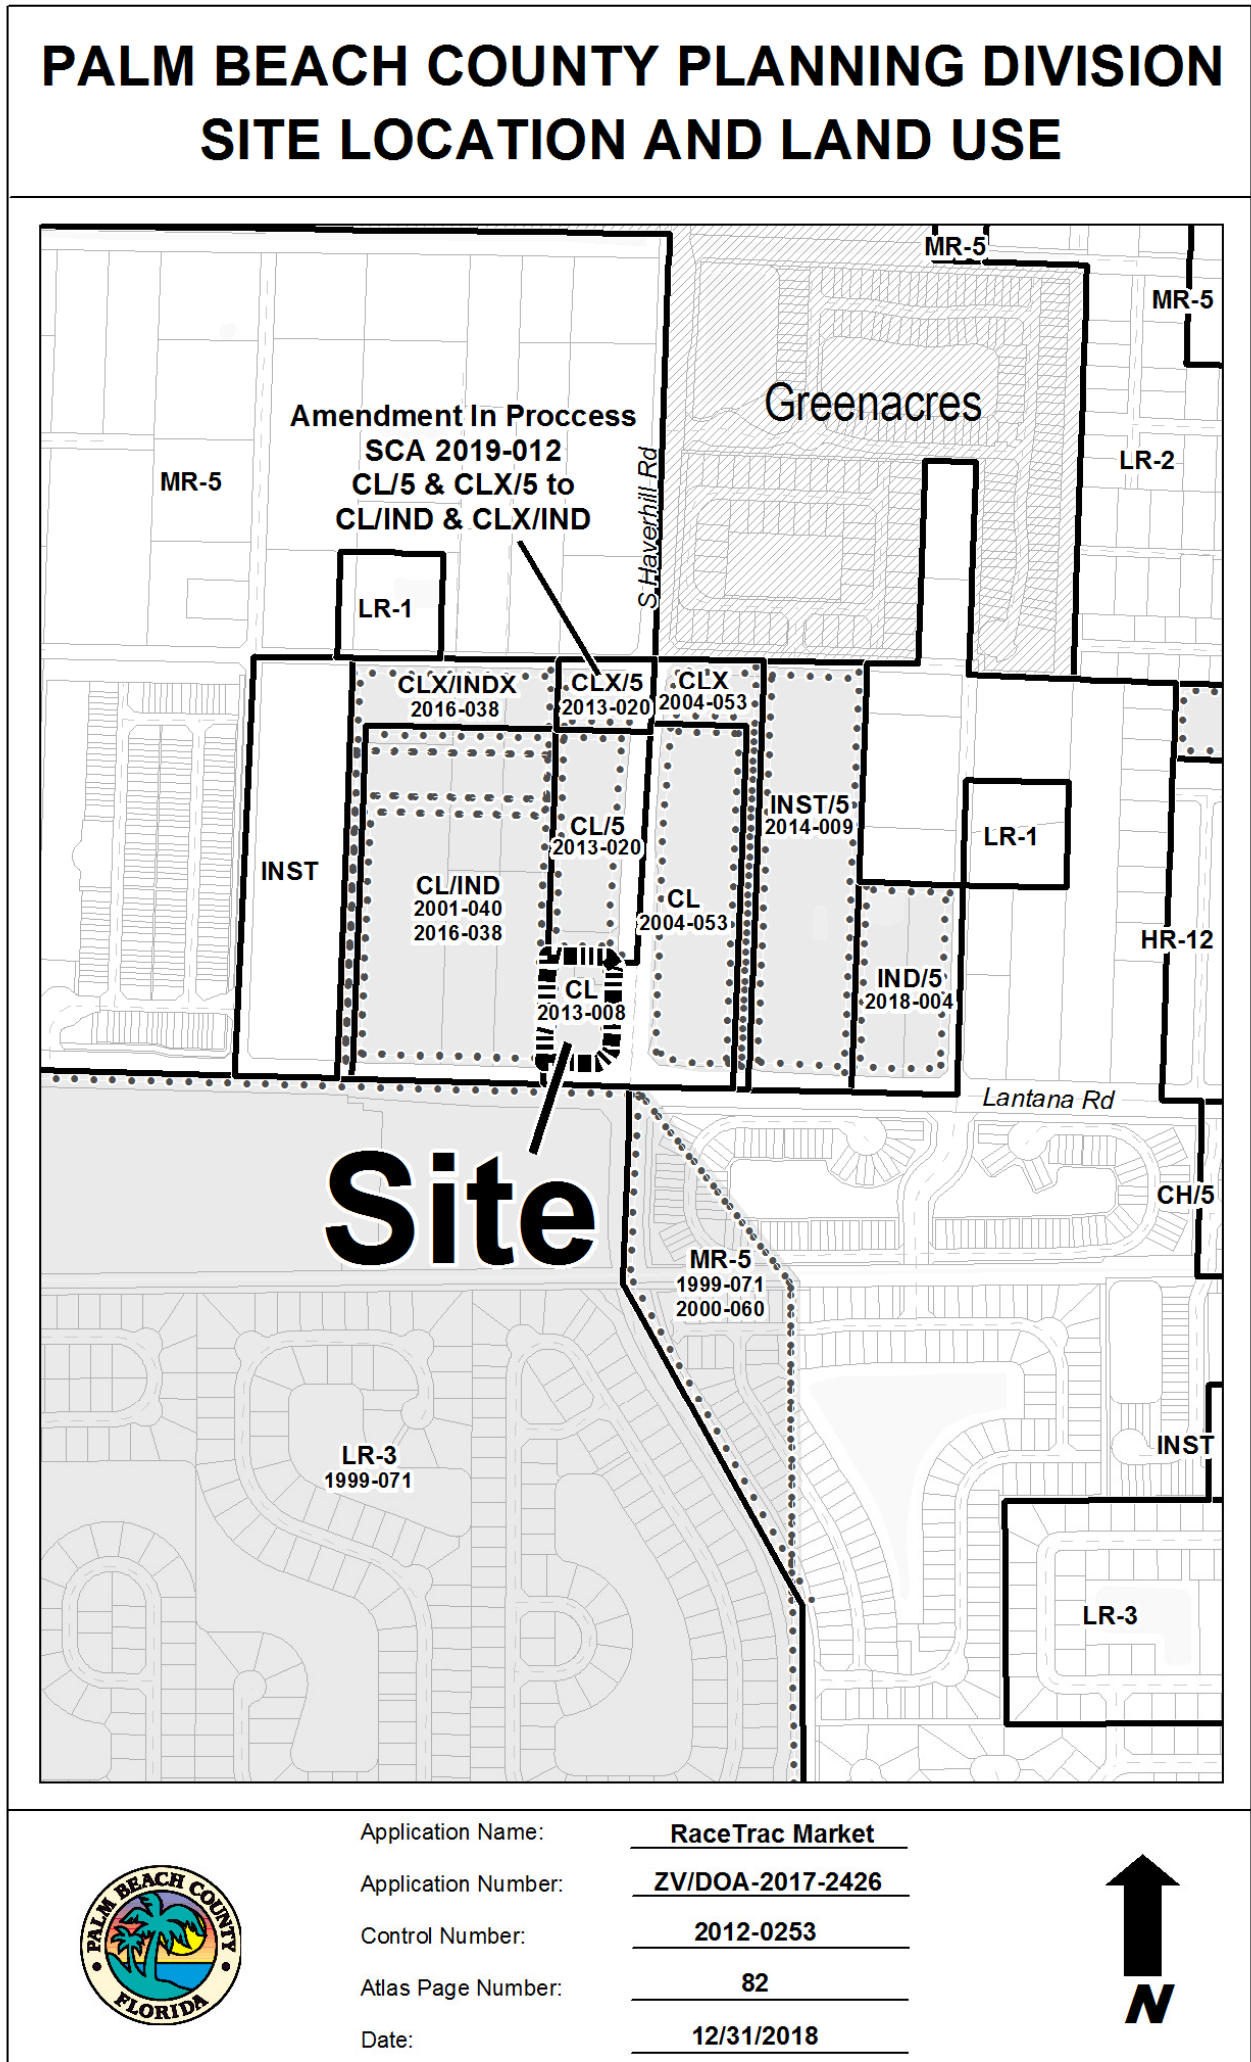 PALM BEACH COUNTY PLANNING DIVISION
SITE LOCATION AND LAND USE
MR-5
MR-5
Greenacres
Amendment In Proccess
SCA 2019-012
CL/5 & CLX/5 to
CL/IND & CLX/IND
S Haverhill Rd
LR-2
MR-5
LR-1
CLX/INDX
2016-038
CLX/5
2013-020
CLX
2004-053
INST/5
2014-009
CL/5
2013-020
LR-1
INST
CL/IND
2001-040
2016-038
CL
2004-053
HR-12
CL
2013-008
IND/5
2018-004
Lantana Rd
Site
CH/5
MR-5
1999-071
2000-060
LR-3
1999-071
INST
LR-3
PALM BEACH COUNTY
FLORIDA
Application Name: RaceTrac Market
Application Number: ZV/DOA-2017-2426
Control Number: 2012-0253
Atlas Page Number: 82
Date: 12/31/2018
N